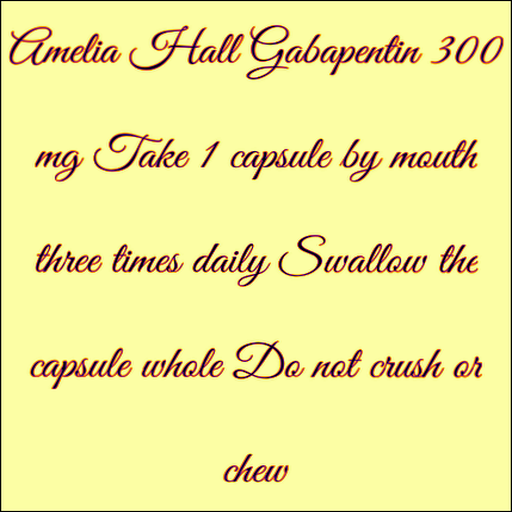 Amelia Hall Gabapentin 300
mg Take 1 capsule by mouth
three times daily Swallow the
capsule whole Do not crush or
chew